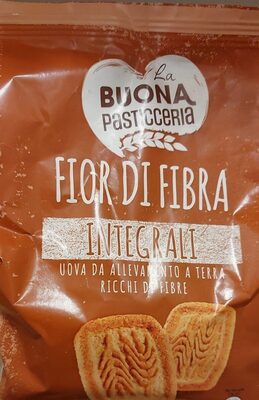 La
BUONA
PASTICCERIA
FIOR DI FIBRA
INTEGRALI
UOVA DA ALLEVAMENTO A TERRA
RICCHI DI FIBRE